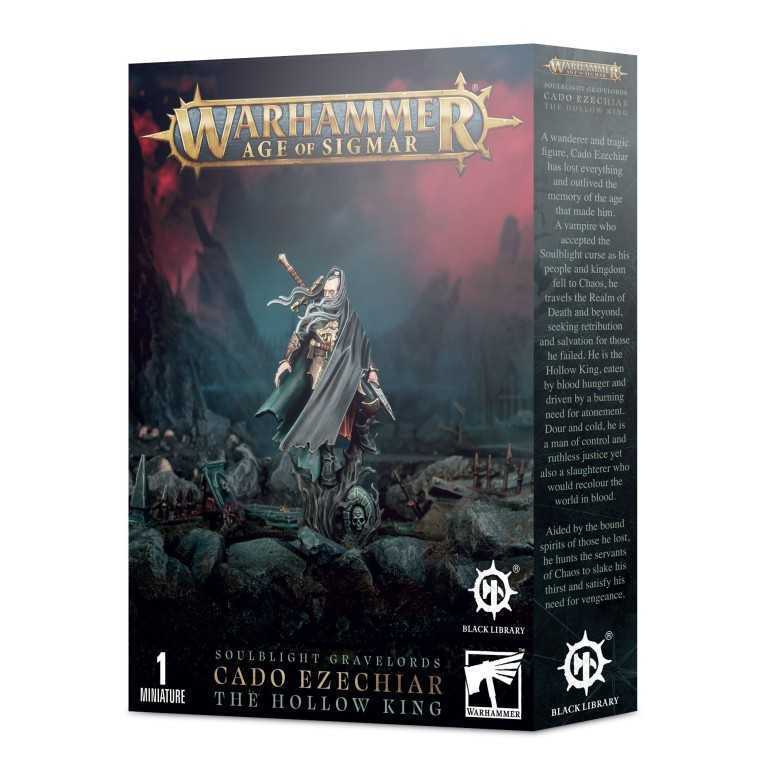 WARHAMMER®
AGE OF SIGMAR
BLACK LIBRARY®
1
MINIATURE
SOULBLIGHT GRAVELORDS
CADO EZECHIAR
THE HOLLOW KING
WARHAMMER™
WARHAMMER
AGE OF SIGMAR
SOULBLIGHT GRAVELORDS
CADO EZECHIAR
THE HOLLOW KING
A wanderer and tragic
figure, Cado Ezechiar
has lost everything
and outlived the
memory of the age
that made him.
A vampire who
accepted the
Soulblight curse as his
people and kingdom
fell to Chaos, he
travels the Realm of
Death and beyond,
seeking retribution
and salvation for those
he failed. He is the
Hollow King, eaten
by blood hunger and
driven by a burning
need for atonement.
Dour and cold, he is
a man of control and
ruthless justice yet
also a slaughterer who
would recolour the
world in blood.
Aided by the bound
spirits of those he lost,
he hunts the servants
of Chaos to slake his
thirst and satisfy his
need for vengeance.
BLACK LIBRARY®